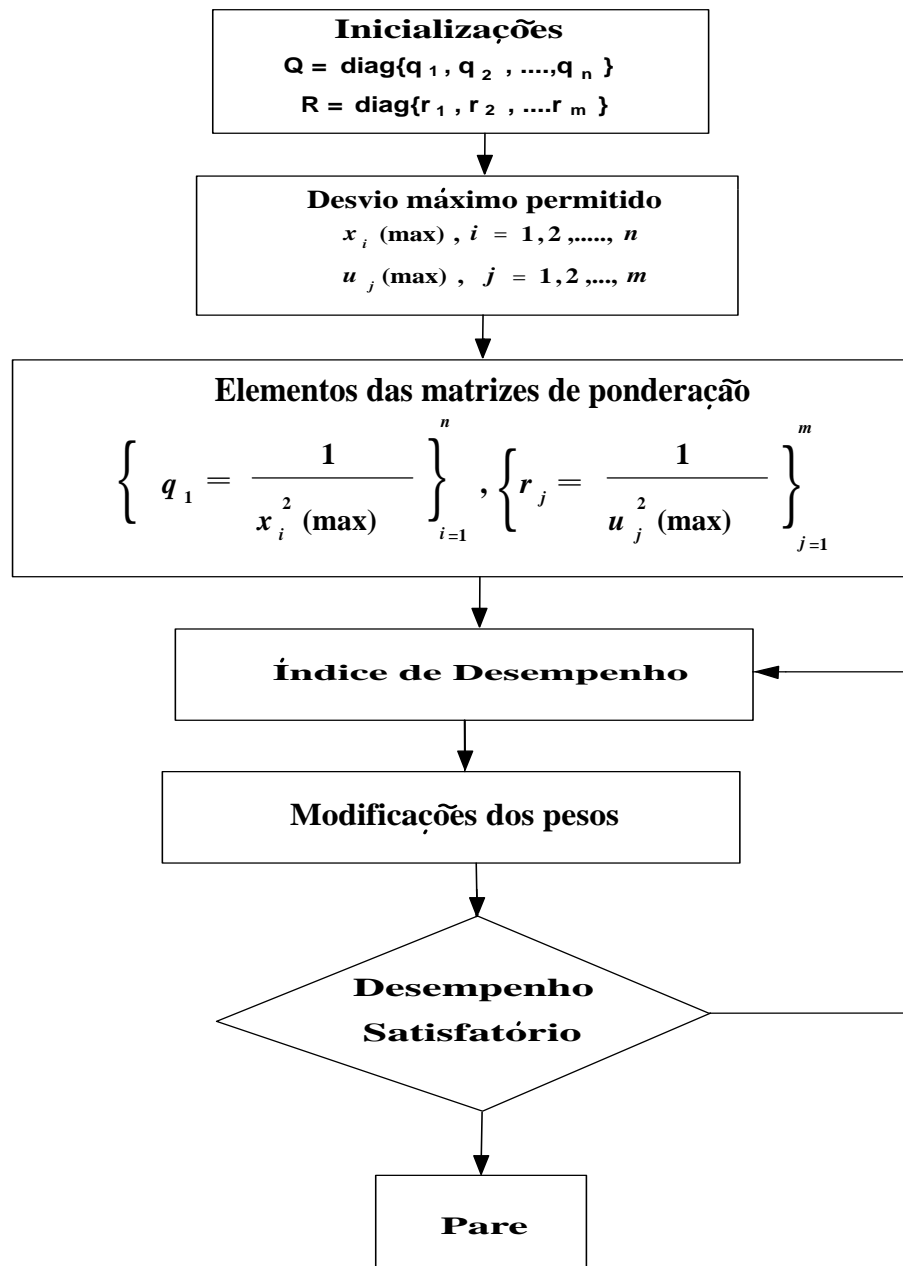 Inicializações
Q = diag{q 1 , q 2 , ....,q n }
R = diag{r 1 , r 2 , ....r m }
Desvio máximo permitido
x i (max) , i = 1,2 ,....., n
u j (max) , j = 1,2 ,..., m
Elementos das matrizes de ponderação
{ q 1 = 1 / x i 2 (max) } i=1 n , { r j = 1 / u j 2 (max) } j=1 m
Índice de Desempenho
Modificações dos pesos
Desempenho
Satisfatório
Pare